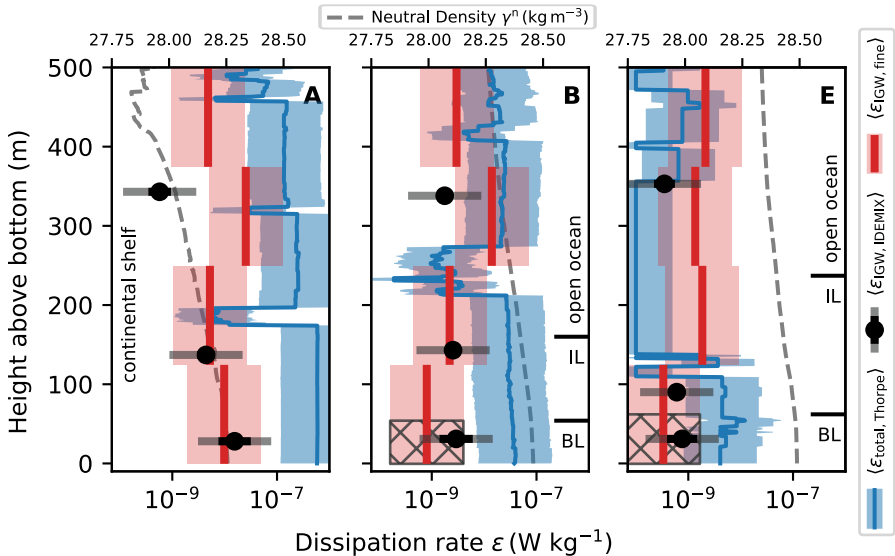 Neutral Density γⁿ (kg m⁻³)
27.75 28.00 28.25 28.50
27.75 28.00 28.25 28.50
27.75 28.00 28.25 28.50
A
B
E
500
400
300
200
100
0
Height above bottom (m)
continental shelf
open ocean
IL
BL
open ocean
IL
BL
10⁻⁹ 10⁻⁷
10⁻⁹ 10⁻⁷
10⁻⁹ 10⁻⁷
Dissipation rate ε (W kg⁻¹)
⟨ε_total, Thorpe⟩
⟨ε_IGW, IDEMIX⟩
⟨ε_IGW, fine⟩